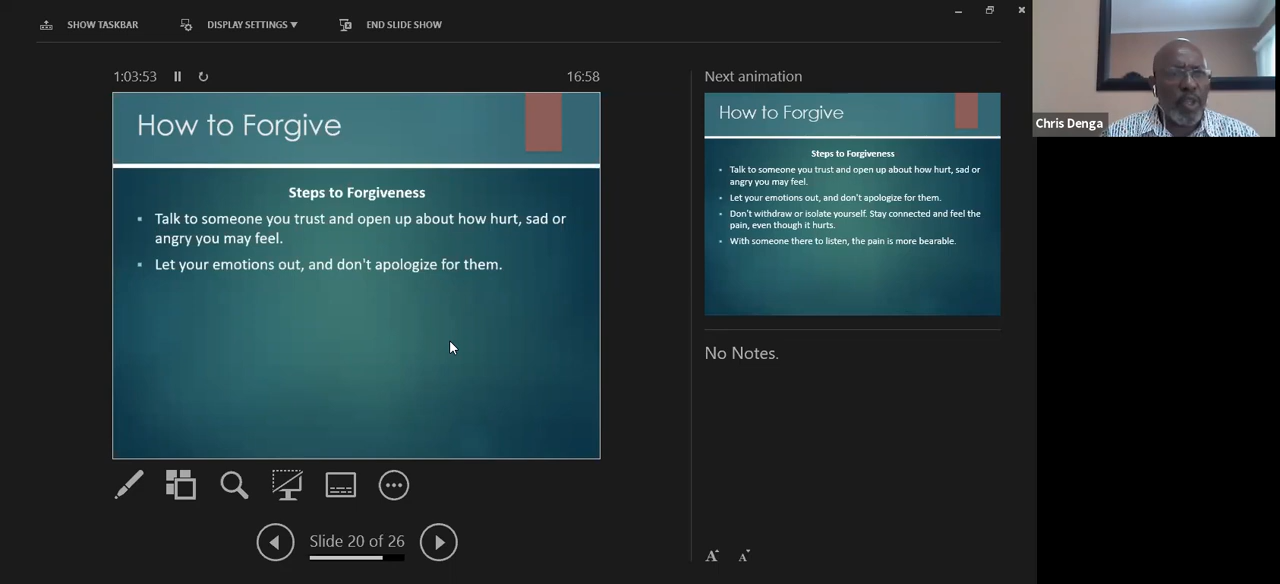 SHOW TASKBAR
DISPLAY SETTINGS
END SLIDE SHOW
1:03:53
16:58
How to Forgive
Steps to Forgiveness
Talk to someone you trust and open up about how hurt, sad or
angry you may feel.
Let your emotions out, and don't apologize for them.
Slide 20 of 26
Next animation
How to Forgive
Steps to Forgiveness
Talk to someone you trust and open up about how hurt, sad or
angry you may feel.
Let your emotions out, and don't apologize for them.
Don't withdraw or isolate yourself. Stay connected and feel the
pain, even though it hurts.
With someone there to listen, the pain is more bearable.
No Notes.
A A
Chris Denga